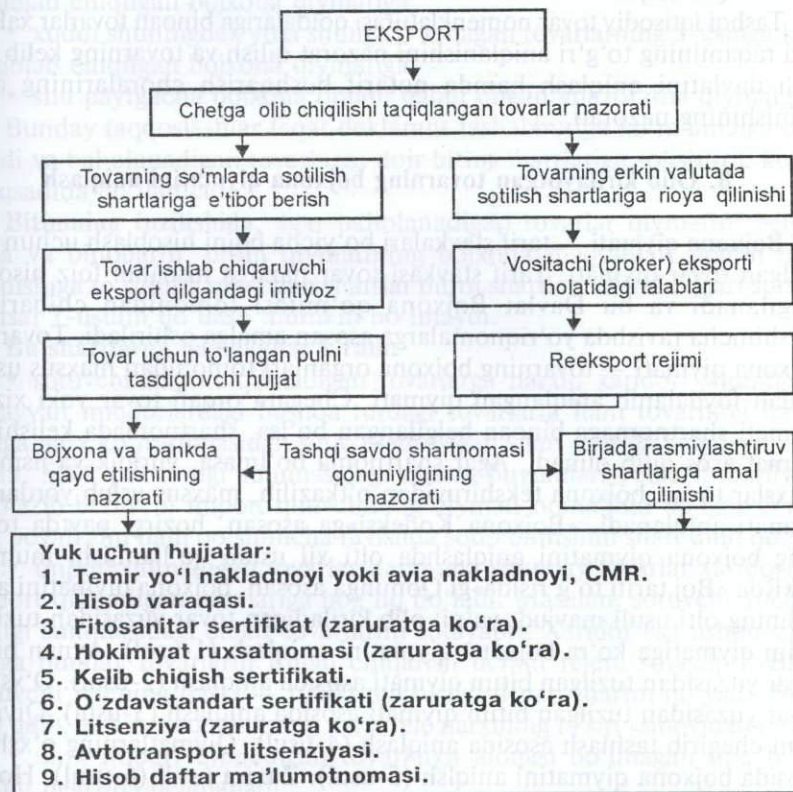 EKSPORT
Chetga olib chiqilishi taqiqlagan tovarlar nazorati
Tovarning so'mlarda sotilish
shartlariga e'tibor berish
Tovarning erkin valutada
sotilish shartlariga rioya qilinishi
Tovar ishlab chiqaruvchi
eksport qilgandagi imtiyoz
Vositachi (broker) eksporti
holatidagi talablari
Tovar uchun to'langan pulni
tasdiqlovchi hujjat
Reeksport rejimi
Bojxona va bankda
qayd etilishining
nazorati
Tashqi savdo shartnomasi
qonuniyligining
nazorati
Birjada rasmiylashtiruv
shartlariga amal
qilinishi
Yuk uchun hujjatlar:
1. Temir yo'l nakladnoyi yoki avia nakladnoyi, CMR.
2. Hisob varaqasi.
3. Fitosanitar sertifikat (zaruratga ko'ra).
4. Hokimiyat ruxsatnomasi (zaruratga ko'ra).
5. Kelib chiqish sertifikati.
6. O'zdavstandart sertifikati (zaruratga ko'ra).
7. Litsenziya (zaruratga ko'ra).
8. Avtotransport litsenziyasi.
9. Hisob daftar ma'lumotnomasi.